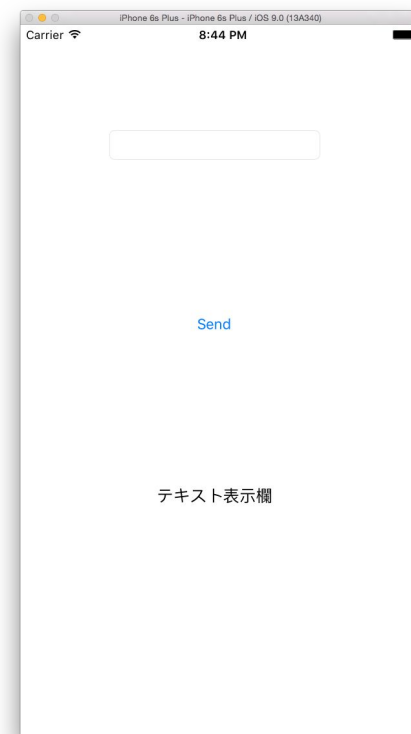 iPhone 6s Plus - iPhone 6s Plus / iOS 9.0 (13A340)
Carrier 8:44 PM
Send
テキスト表示欄